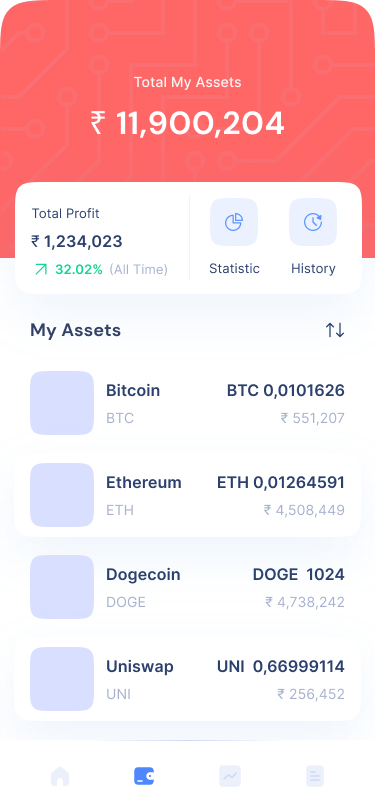 Total My Assets
₹ 11,900,204
Total Profit
₹ 1,234,023
32.02% (All Time)
Statistic
History
My Assets
Bitcoin
BTC 0,0101626
BTC
₹ 551,207
Ethereum
ETH 0,01264591
ETH
₹ 4,508,449
Dogecoin
DOGE 1024
DOGE
₹ 4,738,242
Uniswap
UNI 0,66999114
UNI
₹ 256,452